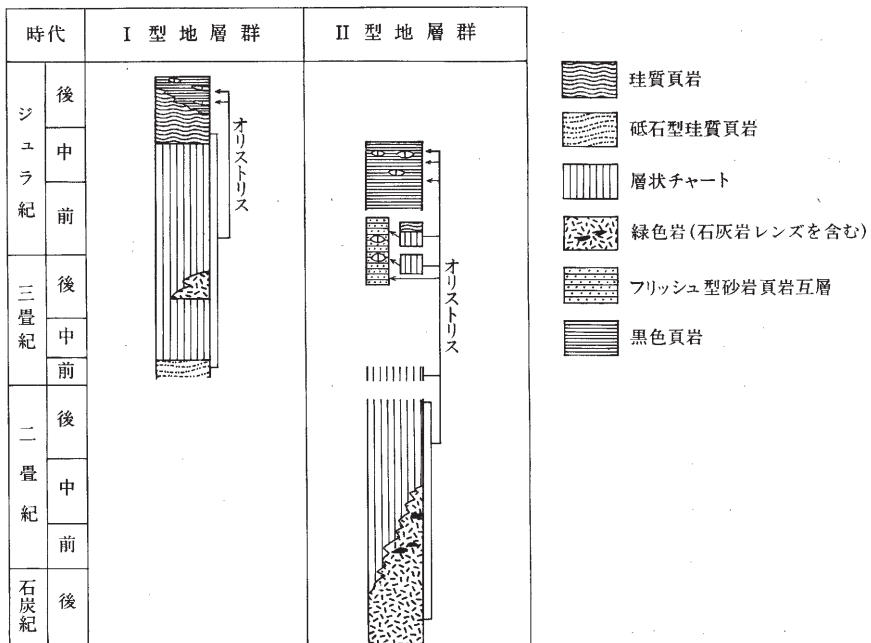 時代
I 型地層群
II 型地層群
ジュラ紀
後
中
前
三畳紀
後
中
前
二畳紀
後
中
前
石炭紀
後
オリストリス
オリストリス
珪質頁岩
砥石型珪質頁岩
層状チャート
緑色岩(石灰岩レンズを含む)
フリッシュ型砂岩頁岩互層
黒色頁岩